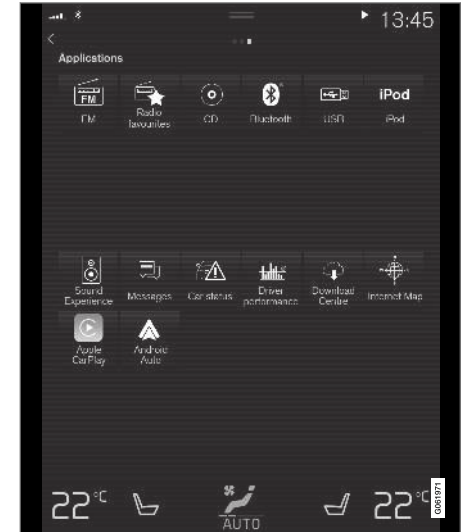 13:45
Applications
FM
iPod
FM
Radio
favourites
CD
Bluetooth
USB
iPod
Sound
Experience
Messages
Car status
Driver
performance
Download
Centre
Internet Map
Apple
CarPlay
Android
Auto
22°C
22°C
AUTO
G061971